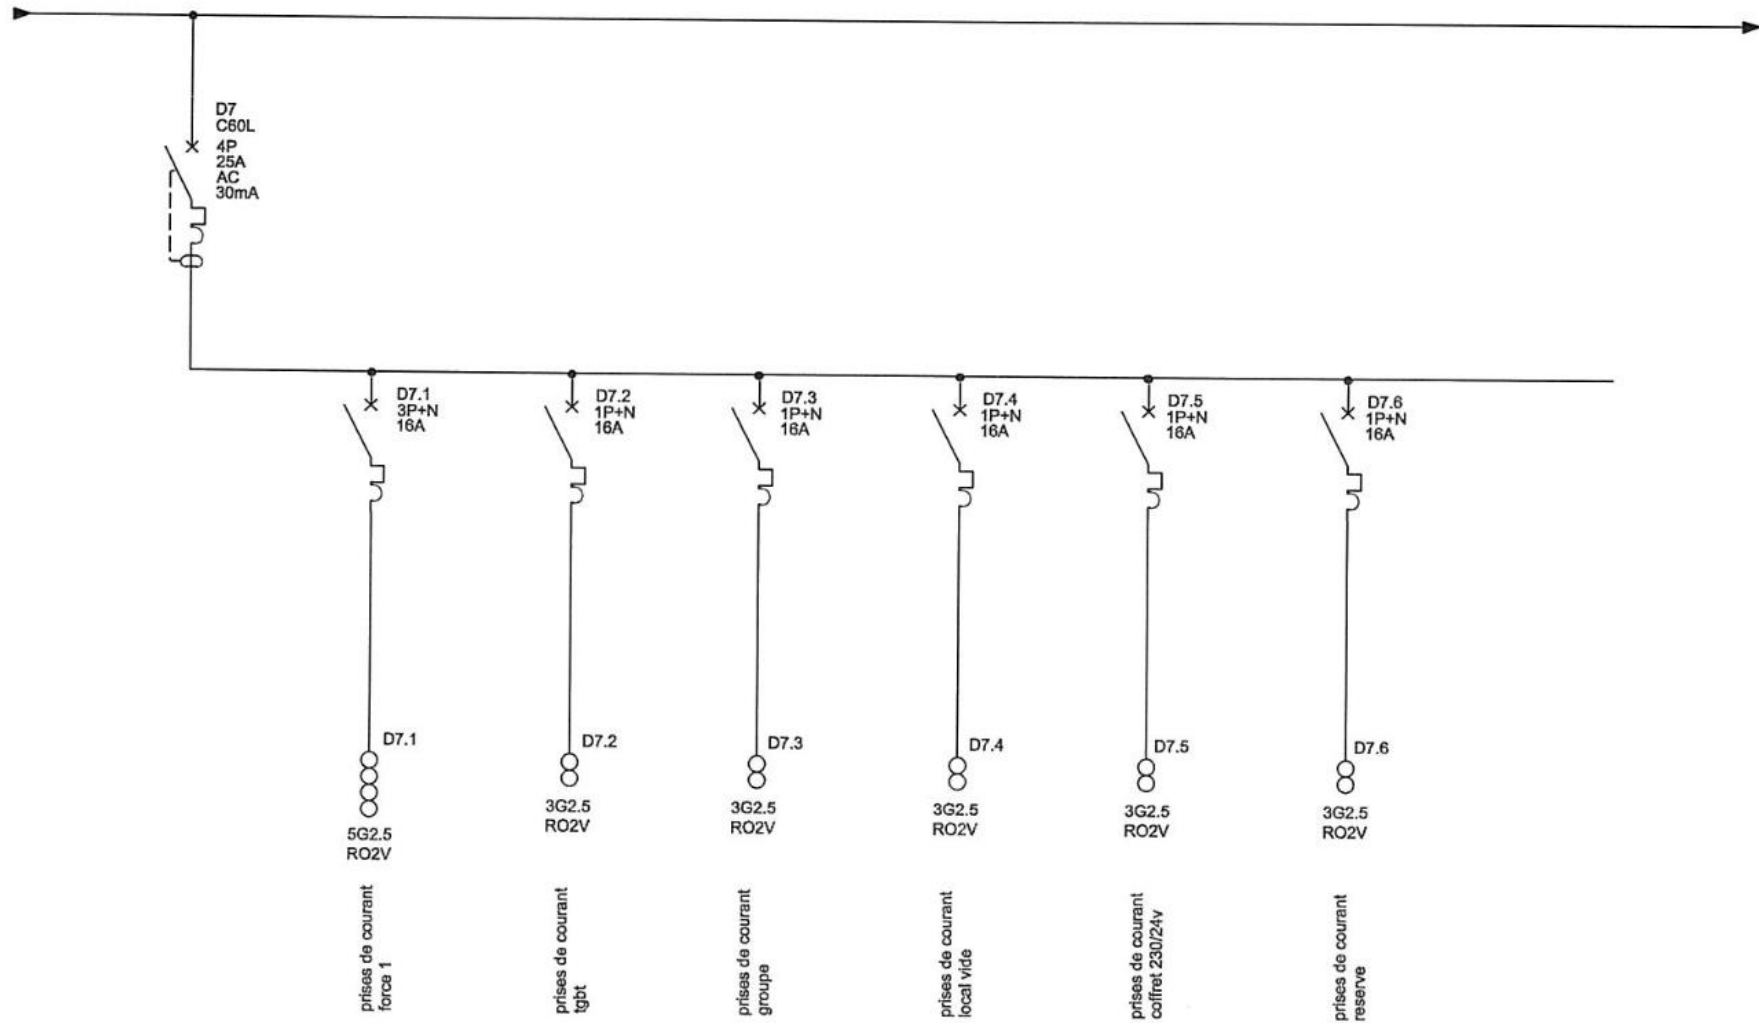 D7
C60L
4P
25A
AC
30mA
D7.1
3P+N
16A
D7.2
1P+N
16A
D7.3
1P+N
16A
D7.4
1P+N
16A
D7.5
1P+N
16A
D7.6
1P+N
16A
D7.1
D7.2
D7.3
D7.4
D7.5
D7.6
5G2.5
RO2V
3G2.5
RO2V
3G2.5
RO2V
3G2.5
RO2V
3G2.5
RO2V
3G2.5
RO2V
prises de courant
force 1
prises de courant
tgbt
prises de courant
groupe
prises de courant
local vide
prises de courant
coffret 230/24v
prises de courant
reserve